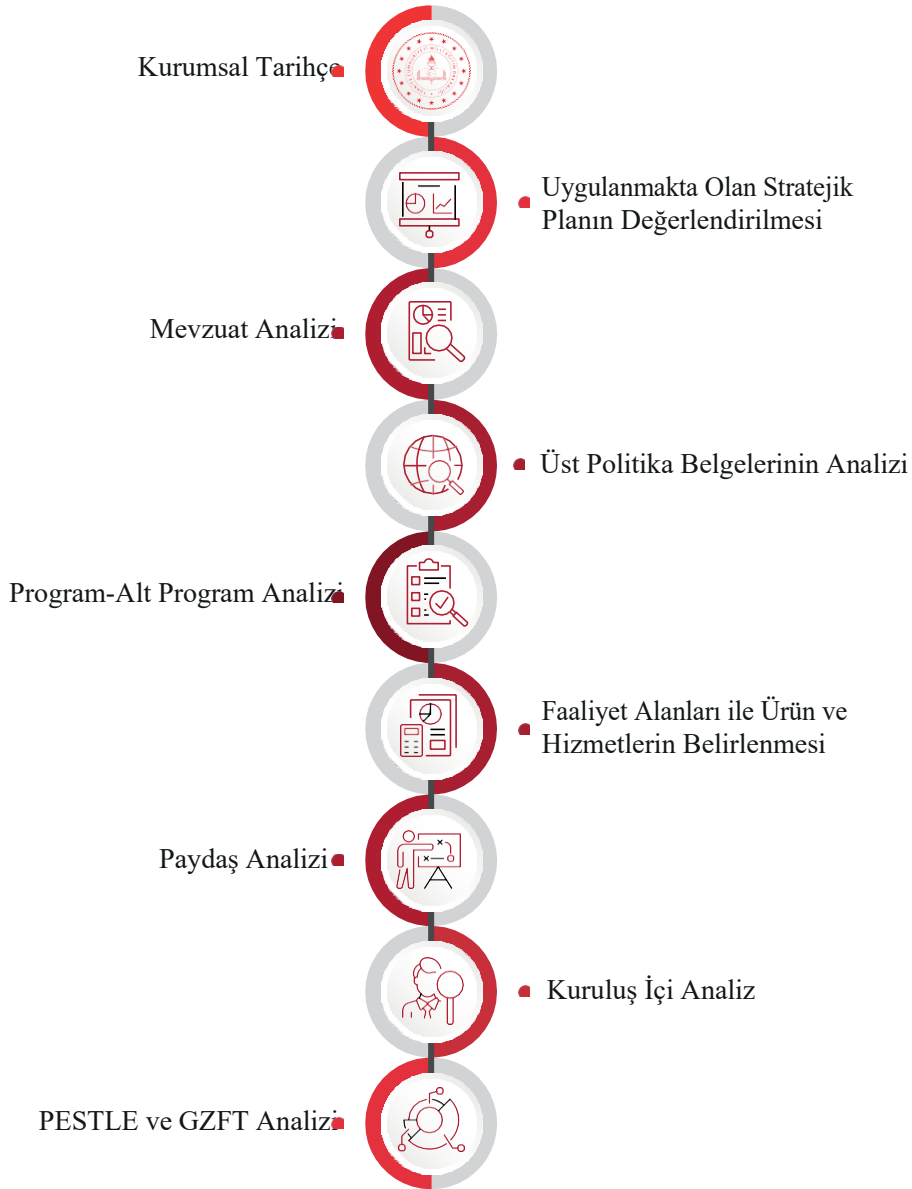 Kurumsal Tarihçe
Uygulanmakta Olan Stratejik
Planın Değerlendirilmesi
Mevzuat Analizi
Üst Politika Belgelerinin Analizi
Program-Alt Program Analizi
Faaliyet Alanları ile Ürün ve
Hizmetlerin Belirlenmesi
Paydaş Analizi
Kuruluş İçi Analiz
PESTLE ve GZFT Analizi